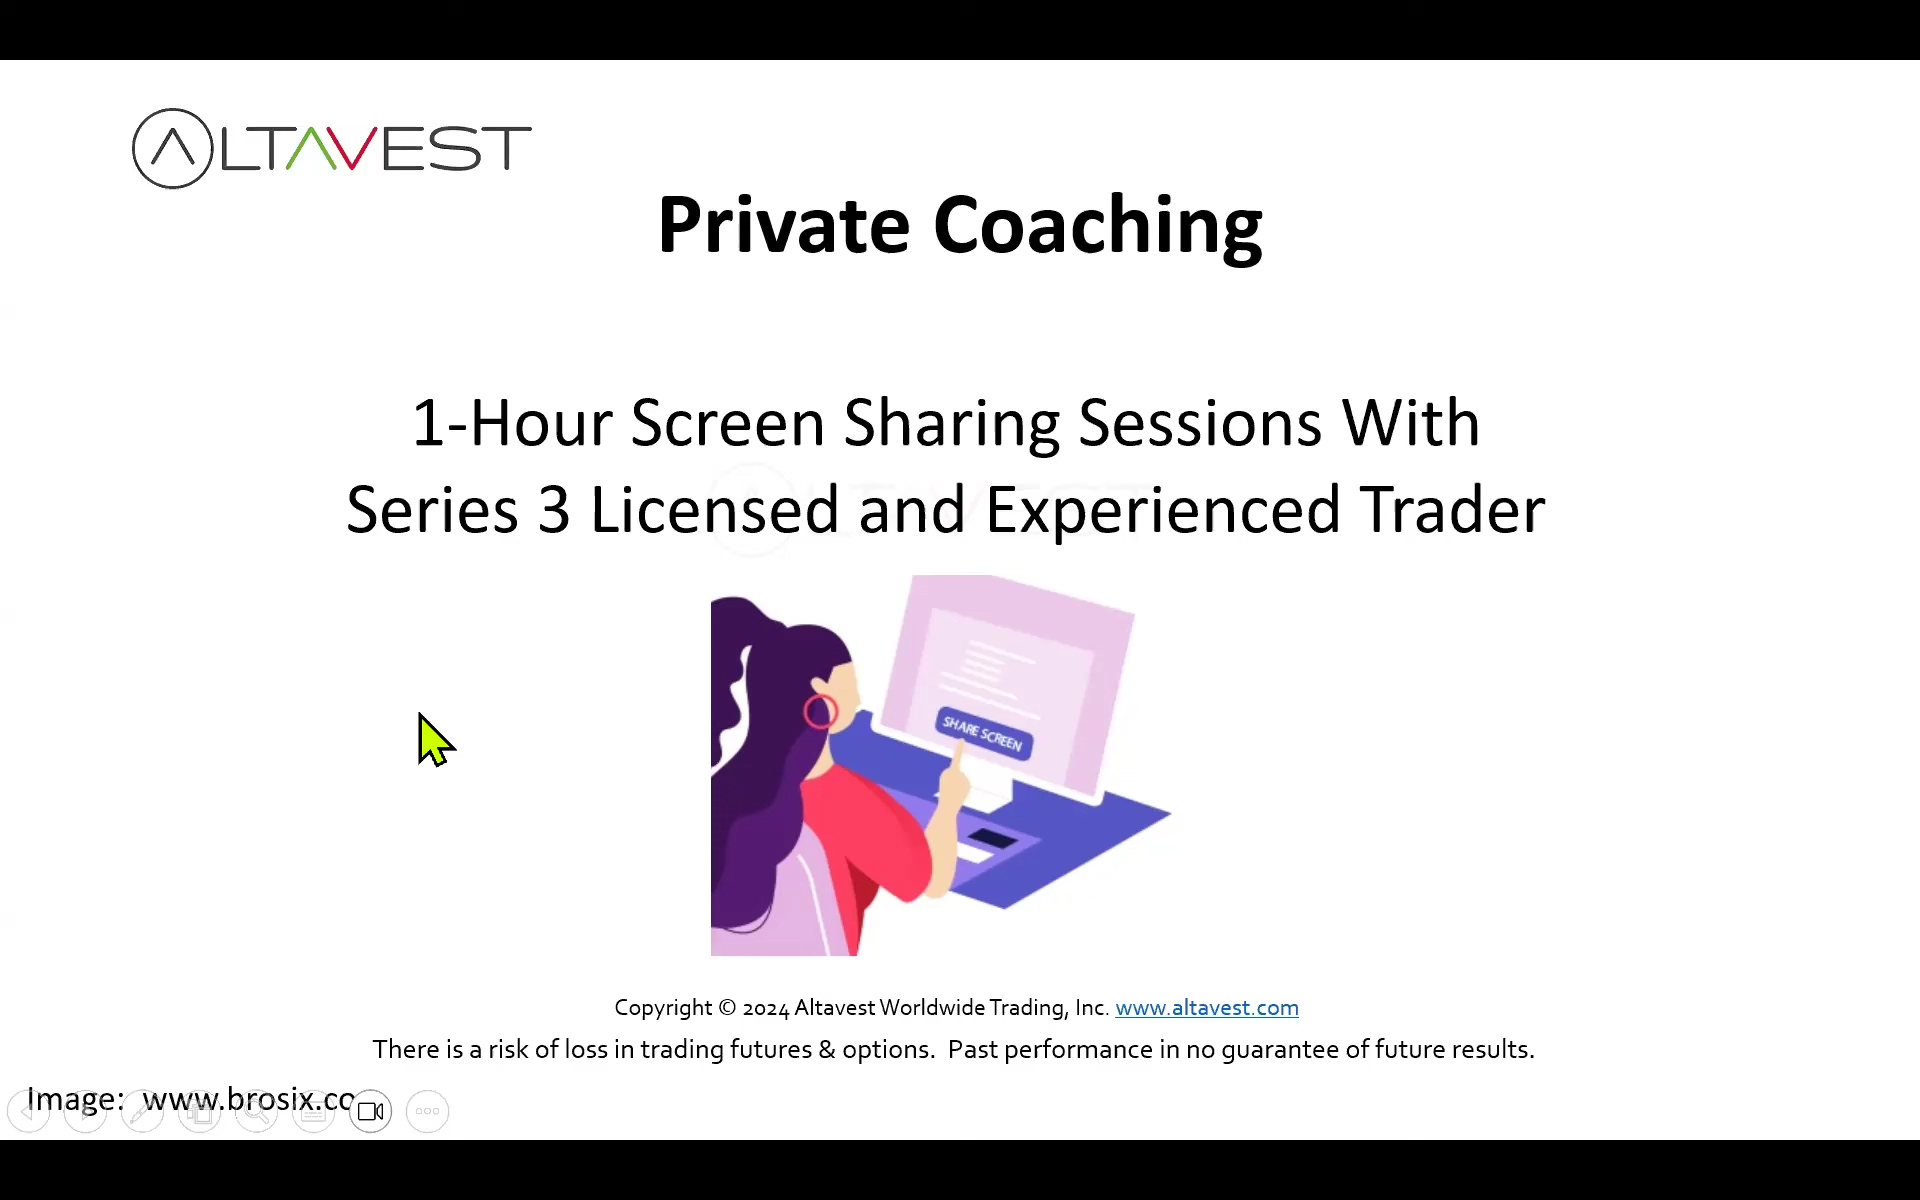 ALTAVEST
Private Coaching
1-Hour Screen Sharing Sessions With
Series 3 Licensed and Experienced Trader
SHARE SCREEN
Copyright © 2024 Altavest Worldwide Trading, Inc. www.altavest.com
There is a risk of loss in trading futures & options. Past performance in no guarantee of future results.
Image: www.brosix.co